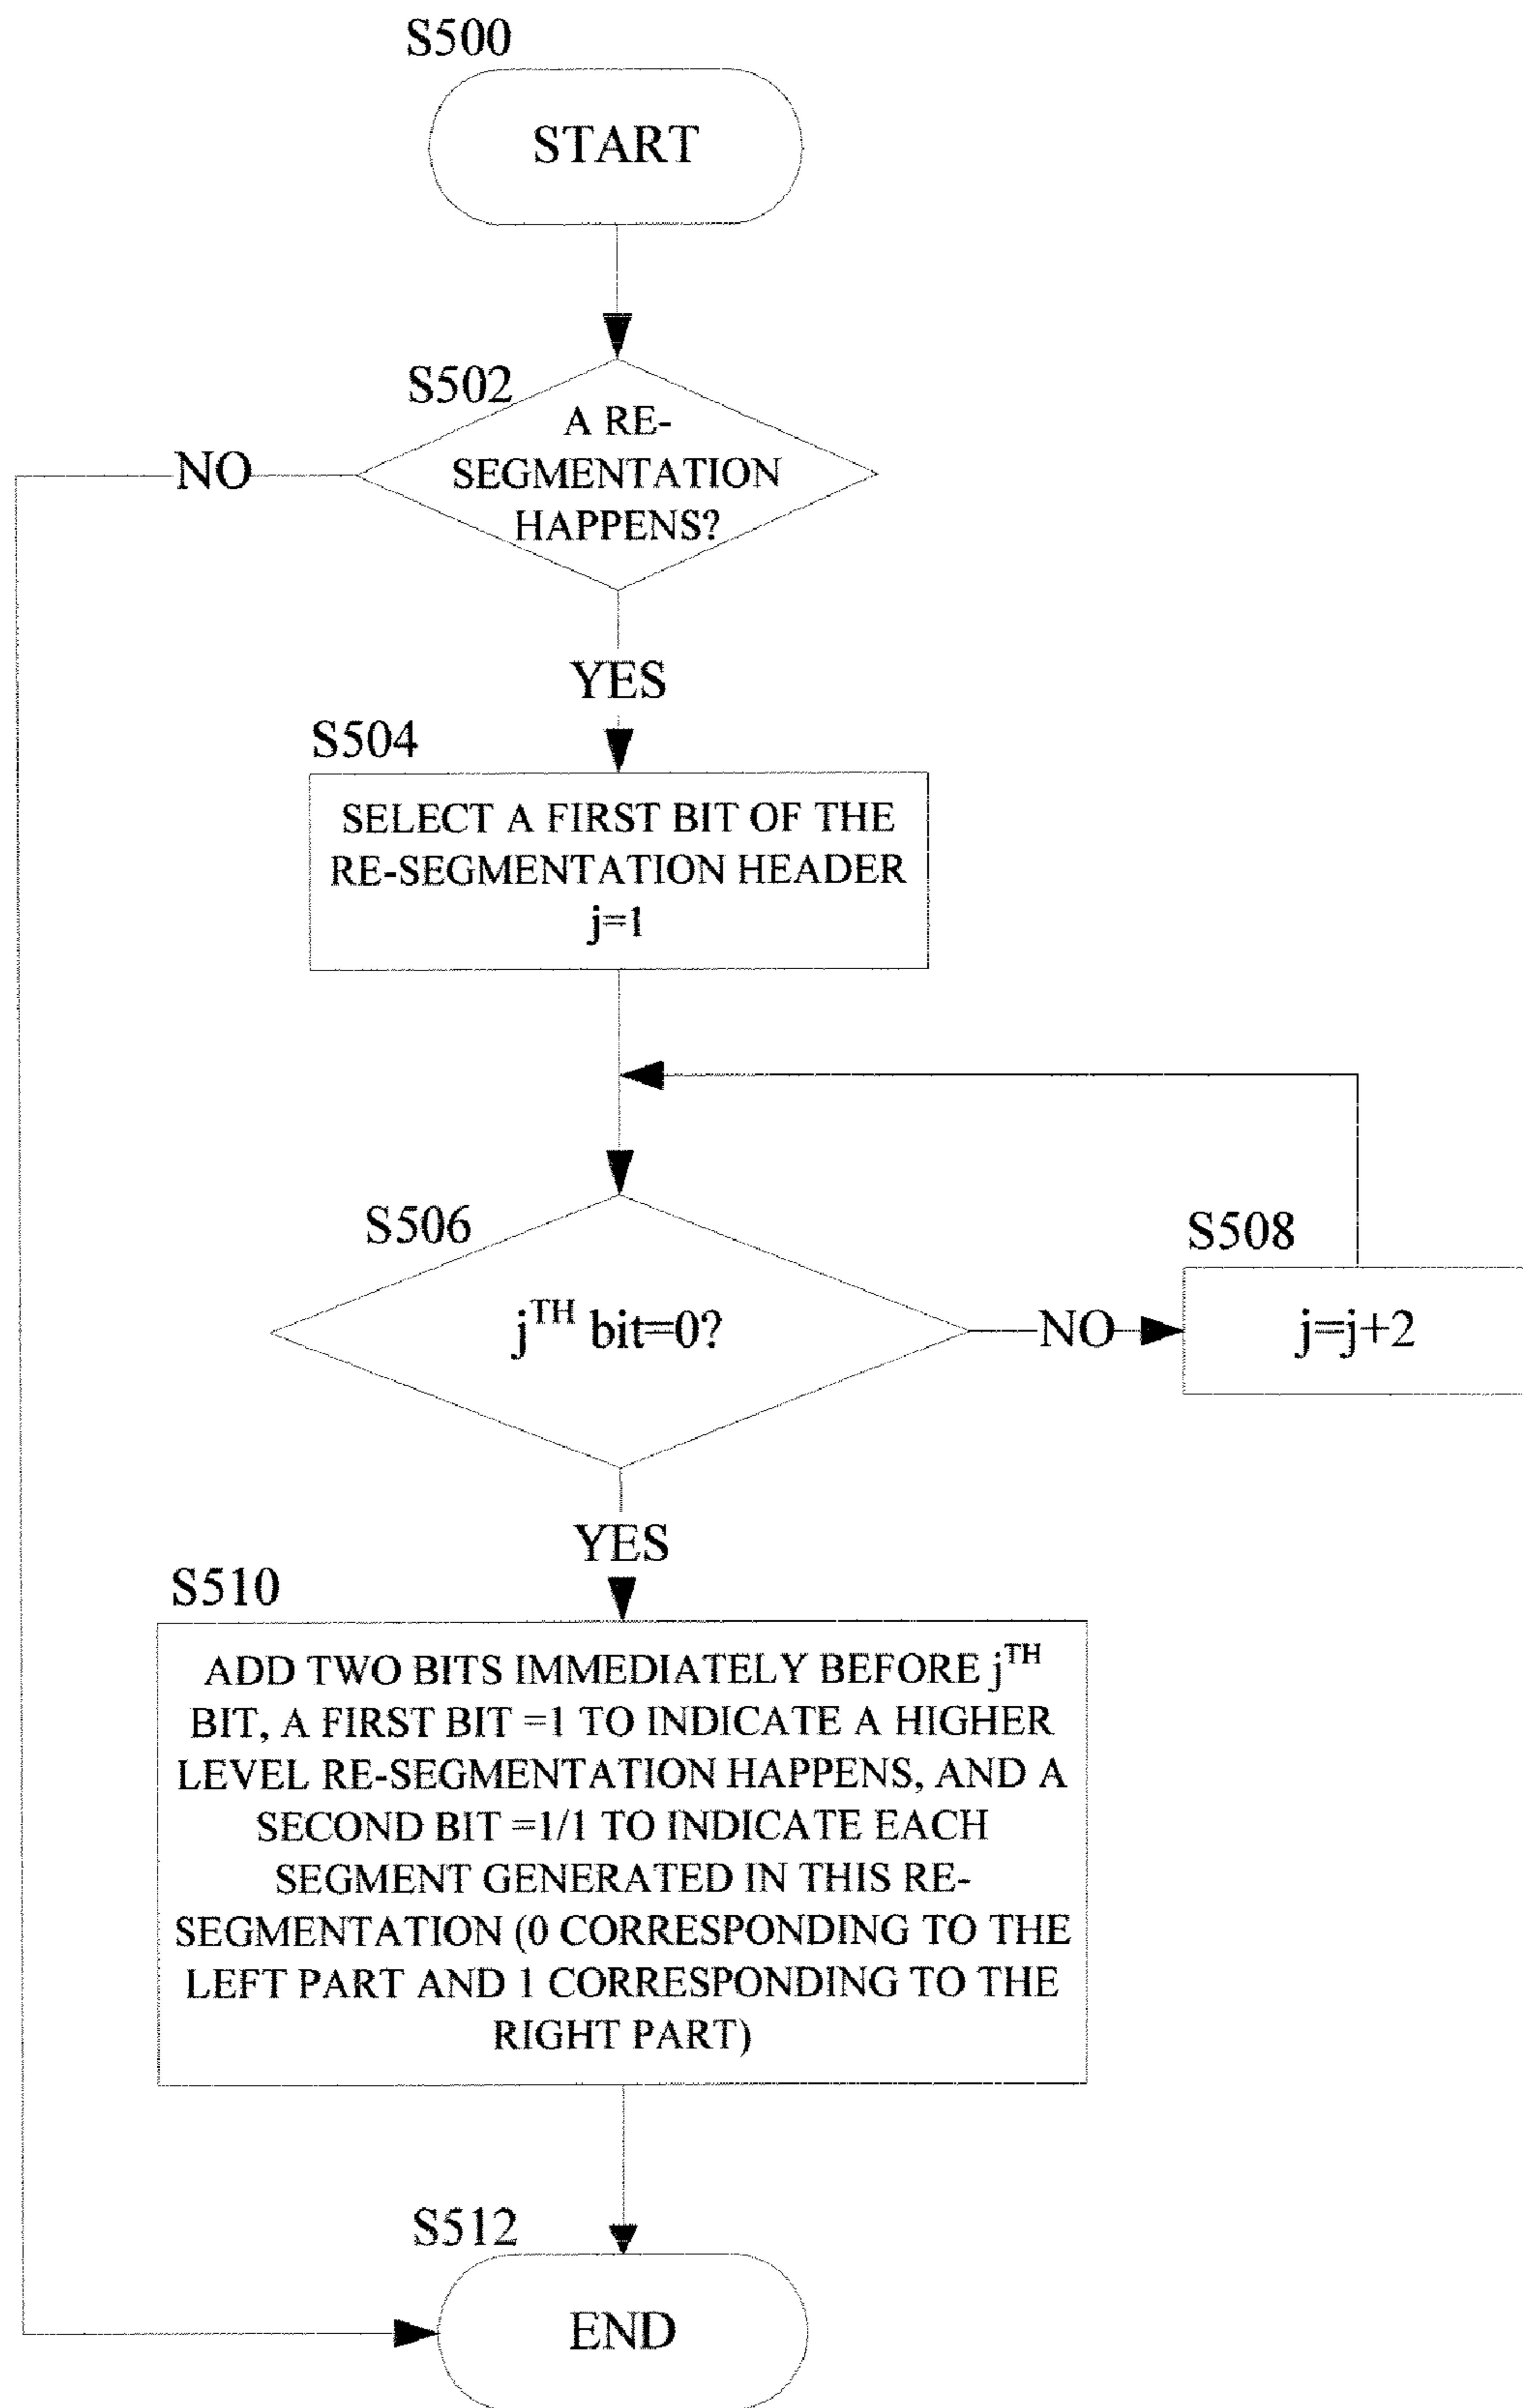 S500
START
S502
A RE-
SEGMENTATION
HAPPENS?
NO
YES
S504
SELECT A FIRST BIT OF THE
RE-SEGMENTATION HEADER
j=1
S506
j^TH bit=0?
NO
S508
j=j+2
YES
S510
ADD TWO BITS IMMEDIATELY BEFORE j^TH
BIT, A FIRST BIT =1 TO INDICATE A HIGHER
LEVEL RE-SEGMENTATION HAPPENS, AND A
SECOND BIT =1/1 TO INDICATE EACH
SEGMENT GENERATED IN THIS RE-
SEGMENTATION (0 CORRESPONDING TO THE
LEFT PART AND 1 CORRESPONDING TO THE
RIGHT PART)
S512
END